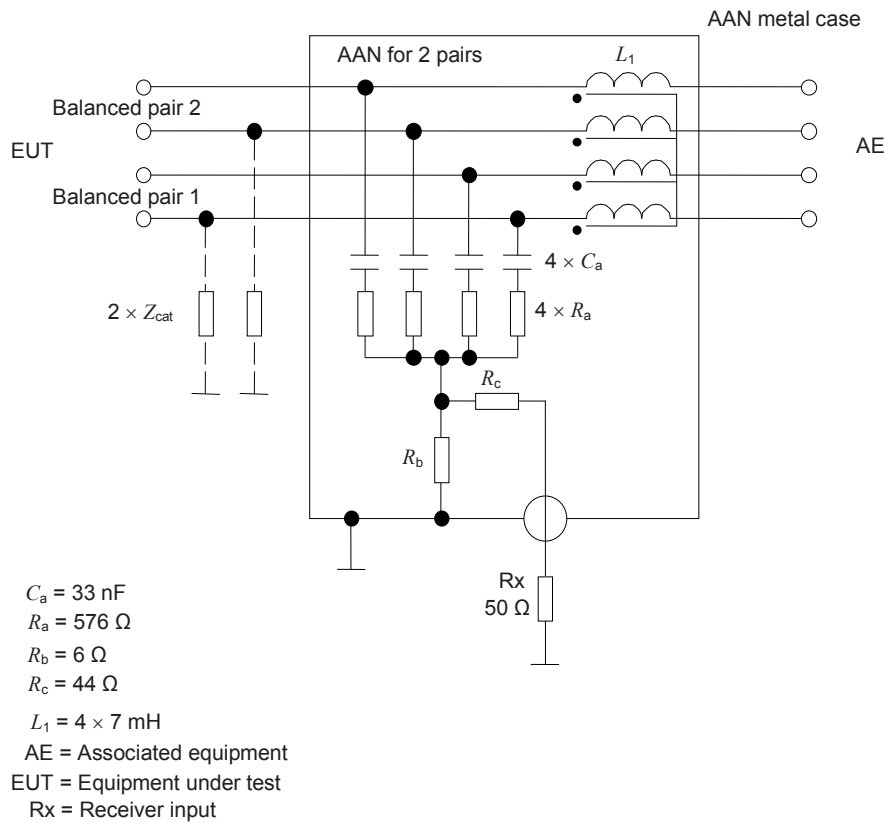 AAN metal case
AAN for 2 pairs
L1
Balanced pair 2
EUT
AE
Balanced pair 1
4 × Ca
2 × Zcat
4 × Ra
Rc
Rb
Rx
50 Ω
Ca = 33 nF
Ra = 576 Ω
Rb = 6 Ω
Rc = 44 Ω
L1 = 4 × 7 mH
AE = Associated equipment
EUT = Equipment under test
Rx = Receiver input